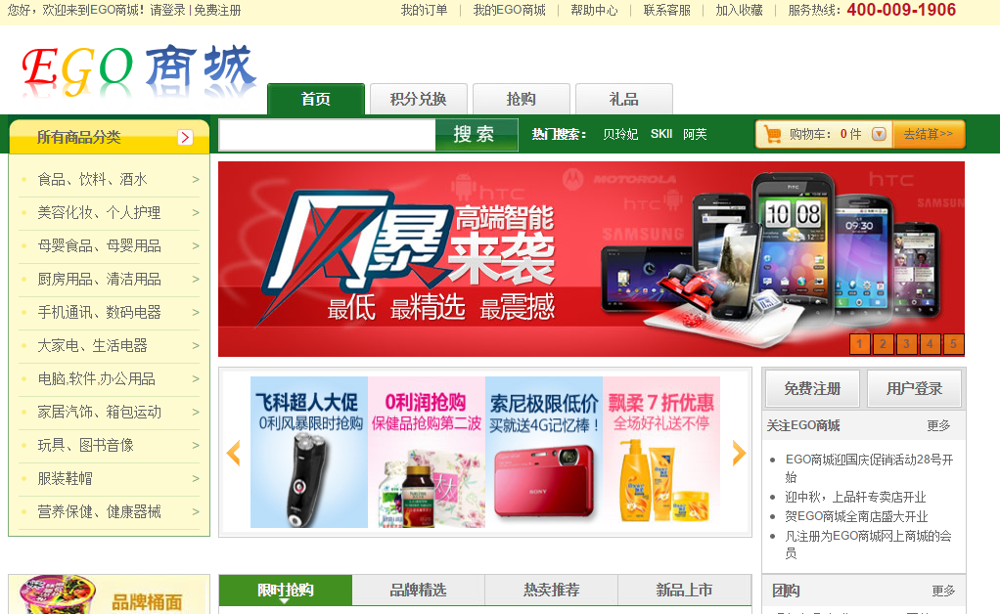 您好，欢迎来到EGO商城！请登录 | 免费注册
我的订单 | 我的EGO商城 | 帮助中心 | 联系客服 | 加入收藏 | 服务热线：400-009-1906
EGO 商城
首页
积分兑换
抢购
礼品
所有商品分类
搜 索
热门搜索： 贝玲妃 SKII 阿芙
购物车： 0 件
去结算>>
食品、饮料、酒水 >
美容化妆、个人护理 >
母婴食品、母婴用品 >
厨房用品、清洁用品 >
手机通讯、数码电器 >
大家电、生活电器 >
电脑,软件,办公用品 >
家居汽饰、箱包运动 >
玩具、图书音像 >
服装鞋帽 >
营养保健、健康器械 >
风暴
高端智能
来袭
最低 最精选 最震撼
hTC
MOTOROLA
hTC
SAMSUNG
hTC
SAMSUNG
10 08
09:30
1 2 3 4 5
飞科超人大促
0利风暴限时抢购
0利润抢购
保健品抢购第二波
索尼极限低价
买就送4G记忆棒！
SONY
飘柔7折优惠
全场好礼送不停
免费注册
用户登录
关注EGO商城
更多
EGO商城迎国庆促销活动28号开
始
迎中秋，上品轩专卖店开业
贺EGO商城全商店盛大开业
凡注册为EGO商城网上商城的会
员
品牌桶面
限时抢购
品牌精选
热卖推荐
新品上市
团购
更多